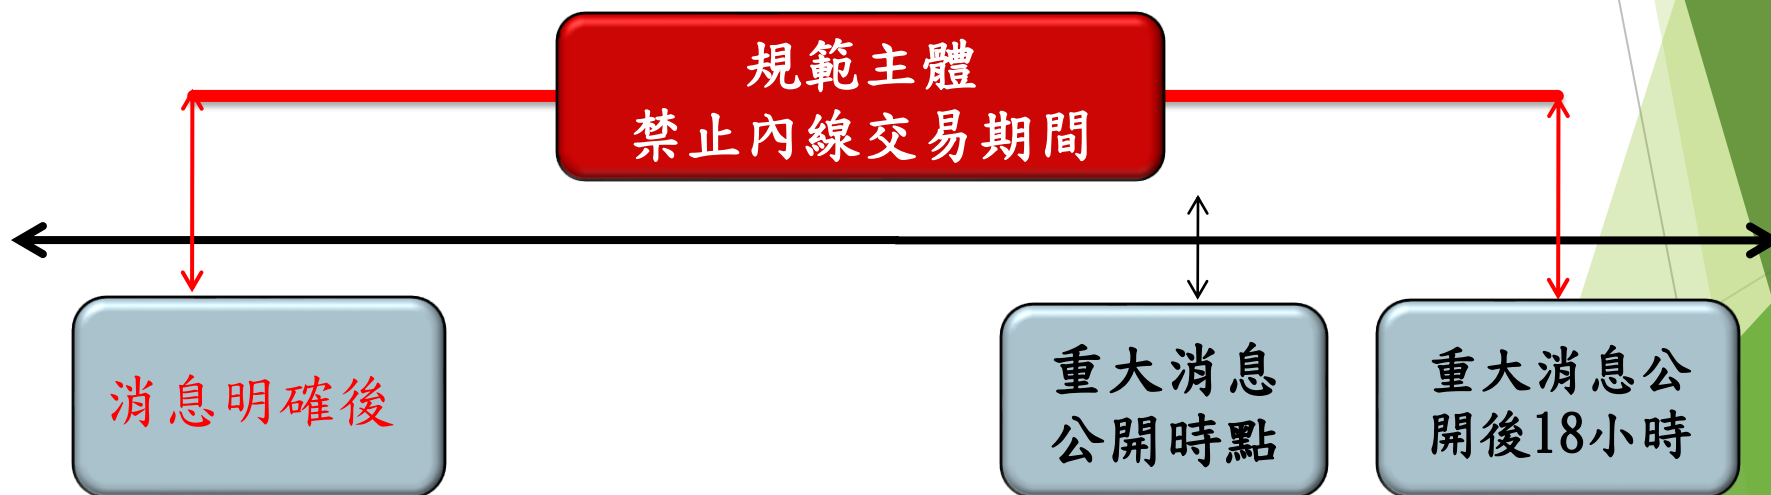 規範主體
禁止內線交易期間
消息明確後
重大消息
公開時點
重大消息公
開後18小時